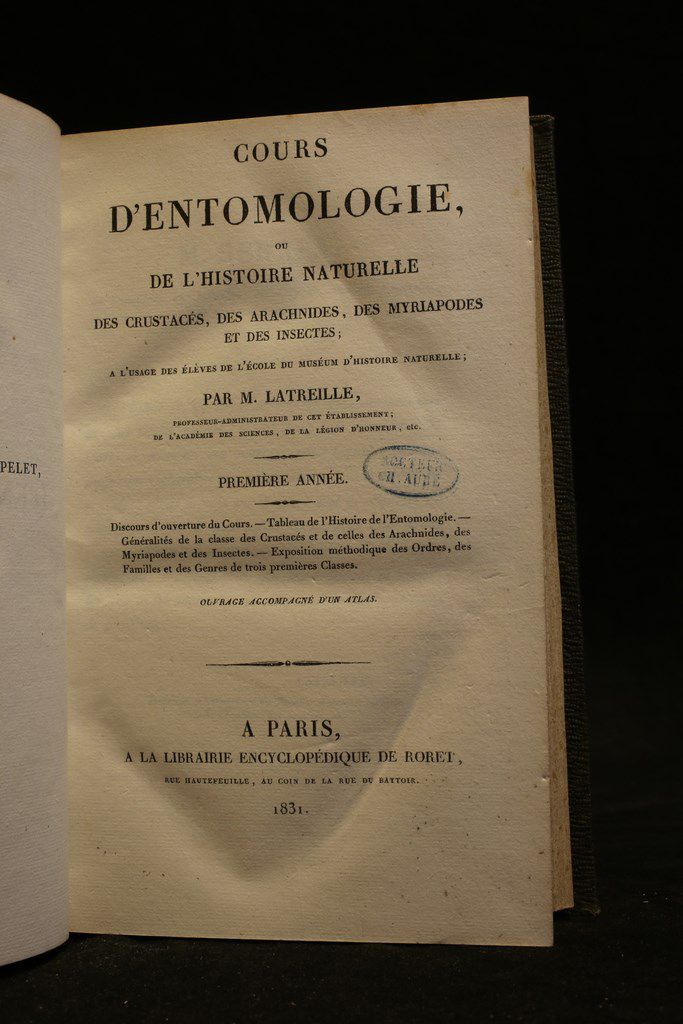 PELET,
COURS
D'ENTOMOLOGIE,
OU
DE L'HISTOIRE NATURELLE
DES CRUSTACÉS, DES ARACHNIDES, DES MYRIAPODES
ET DES INSECTES;
A L'USAGE DES ÉLÈVES DE L'ÉCOLE DU MUSÉUM D'HISTOIRE NATURELLE;
PAR M. LATREILLE,
PROFESSEUR-ADMINISTRATEUR DE CET ÉTABLISSEMENT;
DE L'ACADÉMIE DES SCIENCES, DE LA LÉGION D'HONNEUR, etc.
PREMIÈRE ANNÉE.
DOCTEUR
CH. AUBÉ
Discours d'ouverture du Cours. — Tableau de l'Histoire de l'Entomologie. —
Généralités de la classe des Crustacés et de celles des Arachnides, des
Myriapodes et des Insectes. — Exposition méthodique des Ordres, des
Familles et des Genres de trois premières Classes.
OUVRAGE ACCOMPAGNÉ D'UN ATLAS.
A PARIS,
A LA LIBRAIRIE ENCYCLOPÉDIQUE DE RORET,
RUE HAUTEFEUILLE, AU COIN DE LA RUE DU BATTOIR.
1831.